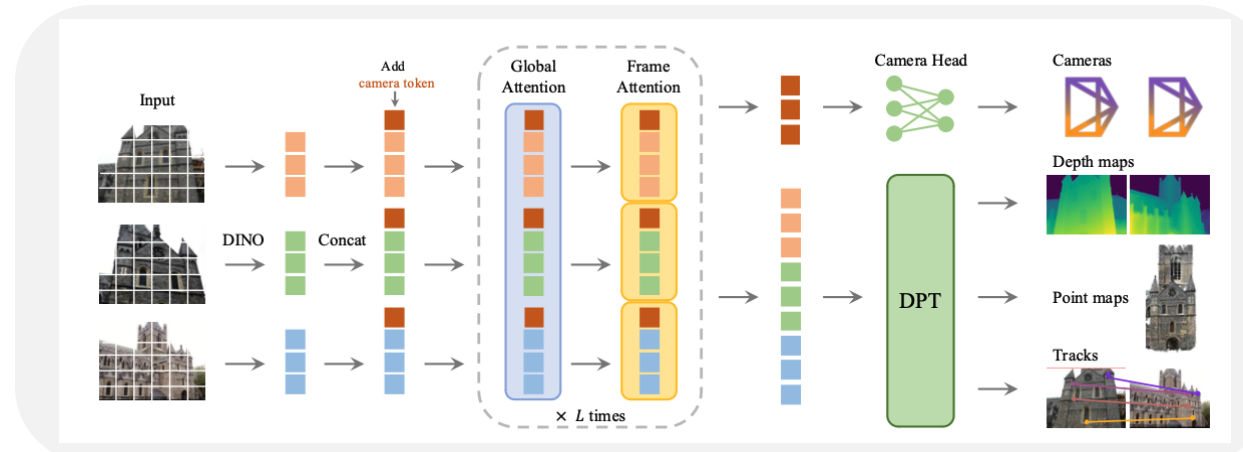 Input
DINO
Concat
Add
camera token
Global
Attention
Frame
Attention
× L times
Camera Head
DPT
Cameras
Depth maps
Point maps
Tracks